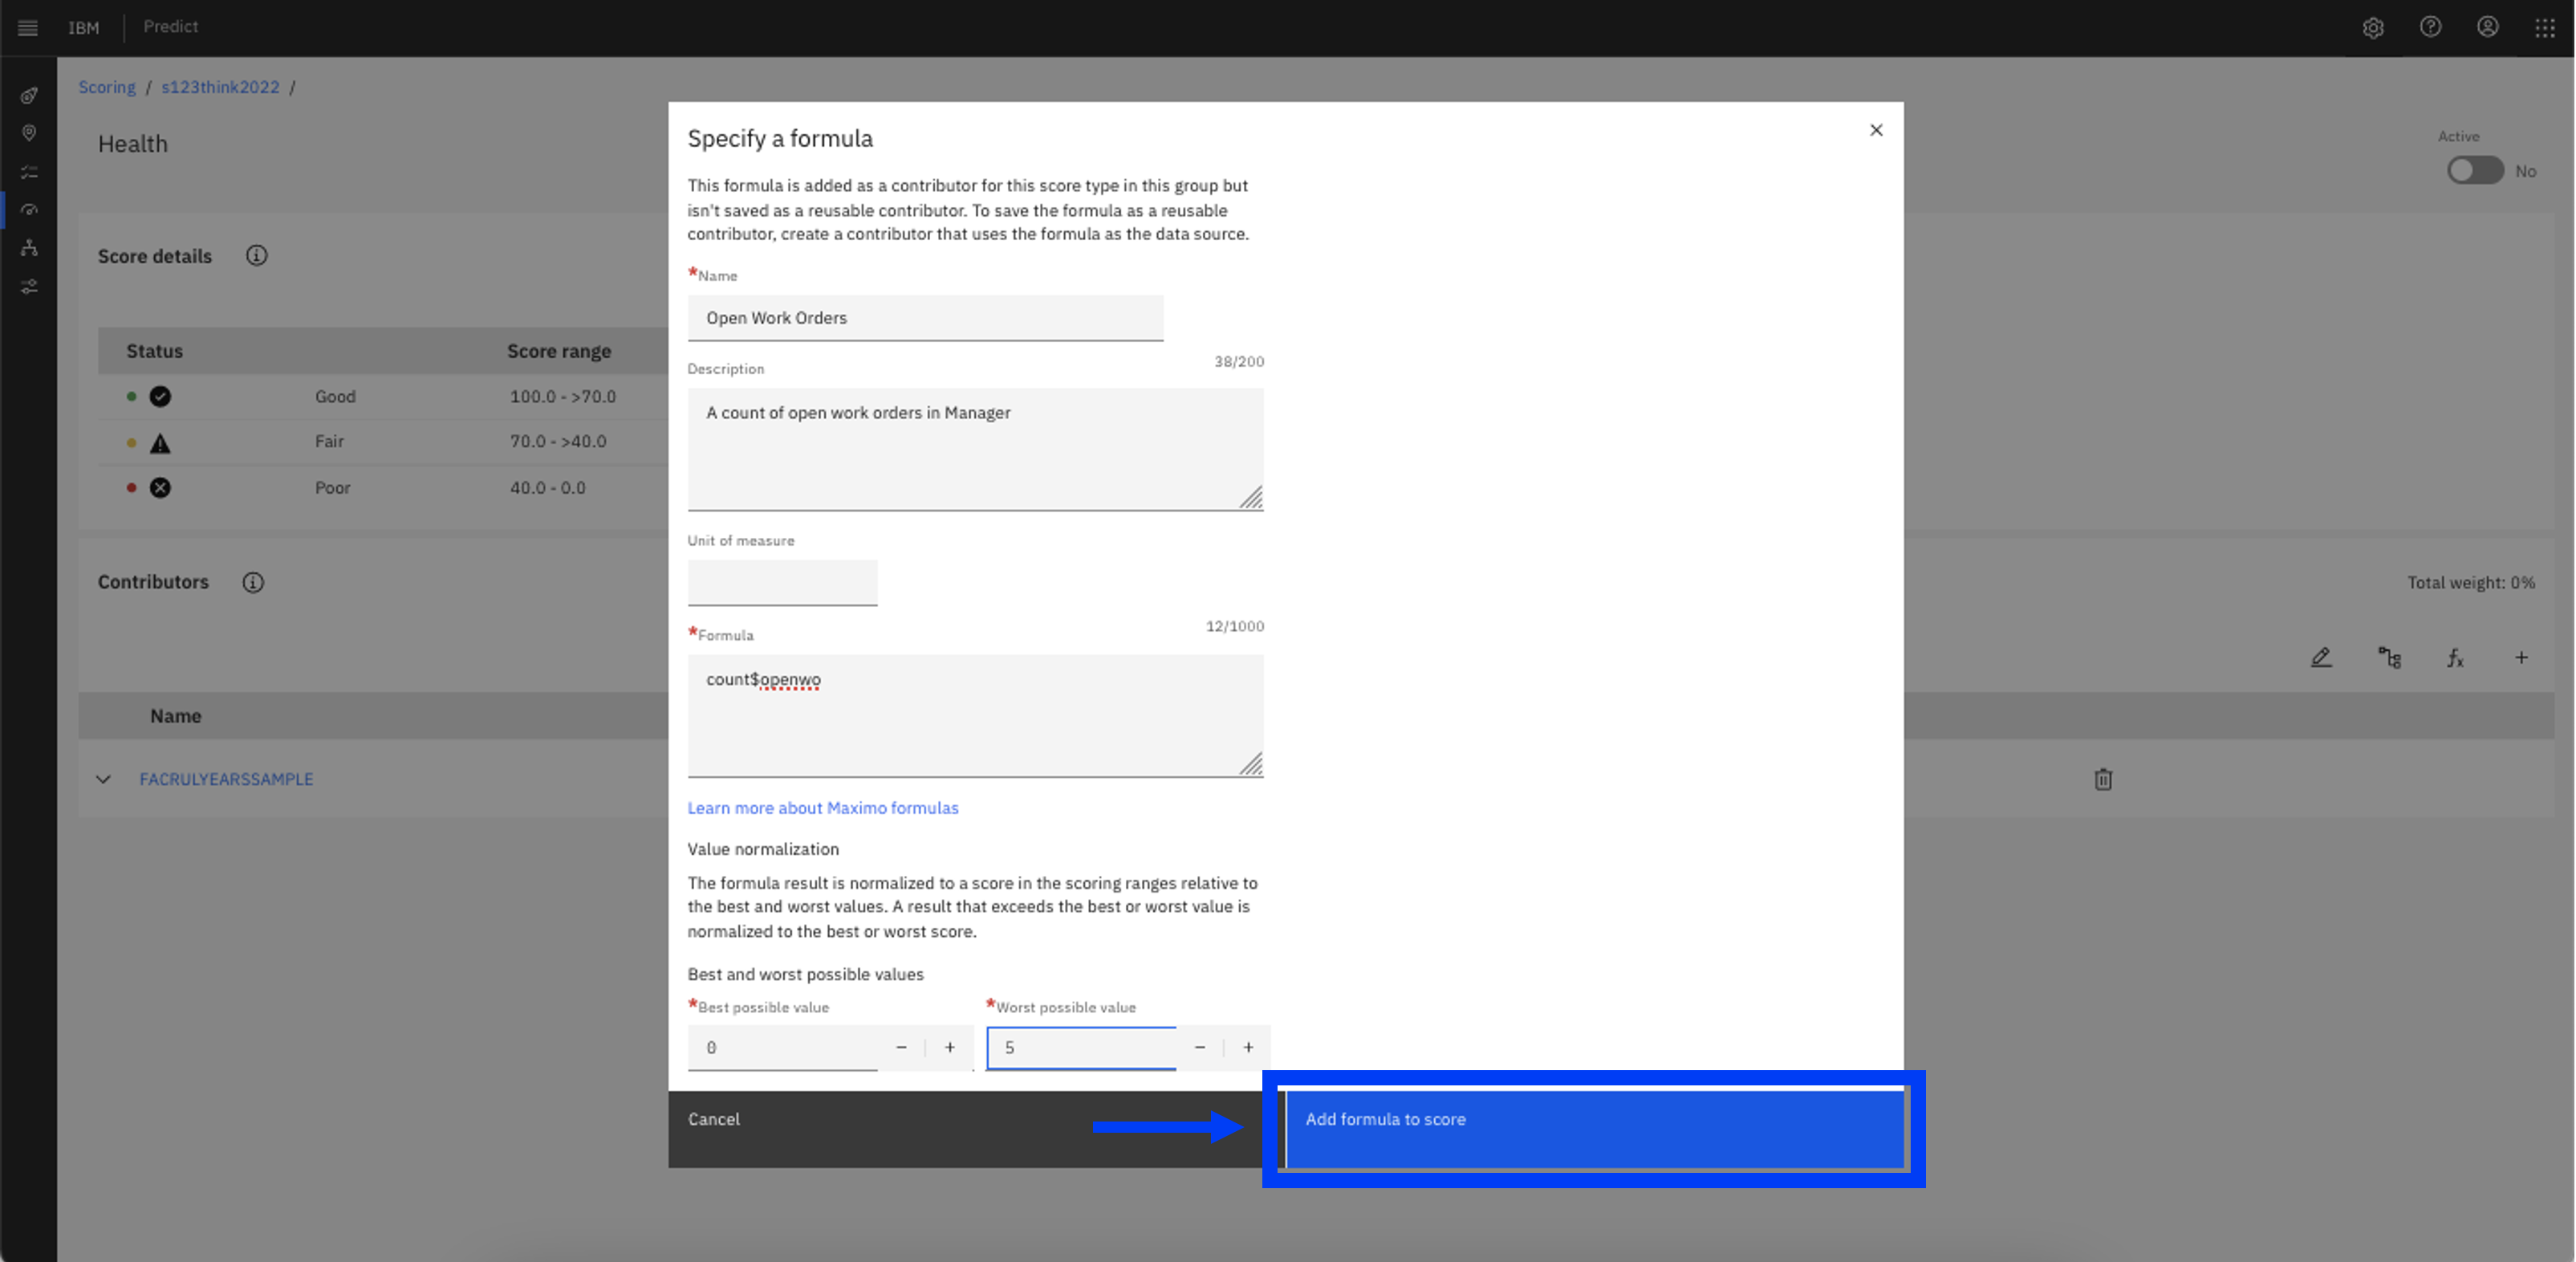 IBM
Predict
Scoring / s123think2022 /
Health
Active
No
Score details
Status
Score range
Good
100.0 - >70.0
Fair
70.0 - >40.0
Poor
40.0 - 0.0
Contributors
Total weight: 0%
Name
FACRULYEARSSAMPLE
Specify a formula
This formula is added as a contributor for this score type in this group but
isn't saved as a reusable contributor. To save the formula as a reusable
contributor, create a contributor that uses the formula as the data source.
*Name
Open Work Orders
Description
38/200
A count of open work orders in Manager
Unit of measure
*Formula
12/1000
count$openwo
Learn more about Maximo formulas
Value normalization
The formula result is normalized to a score in the scoring ranges relative to
the best and worst values. A result that exceeds the best or worst value is
normalized to the best or worst score.
Best and worst possible values
*Best possible value
*Worst possible value
0
5
Cancel
Add formula to score